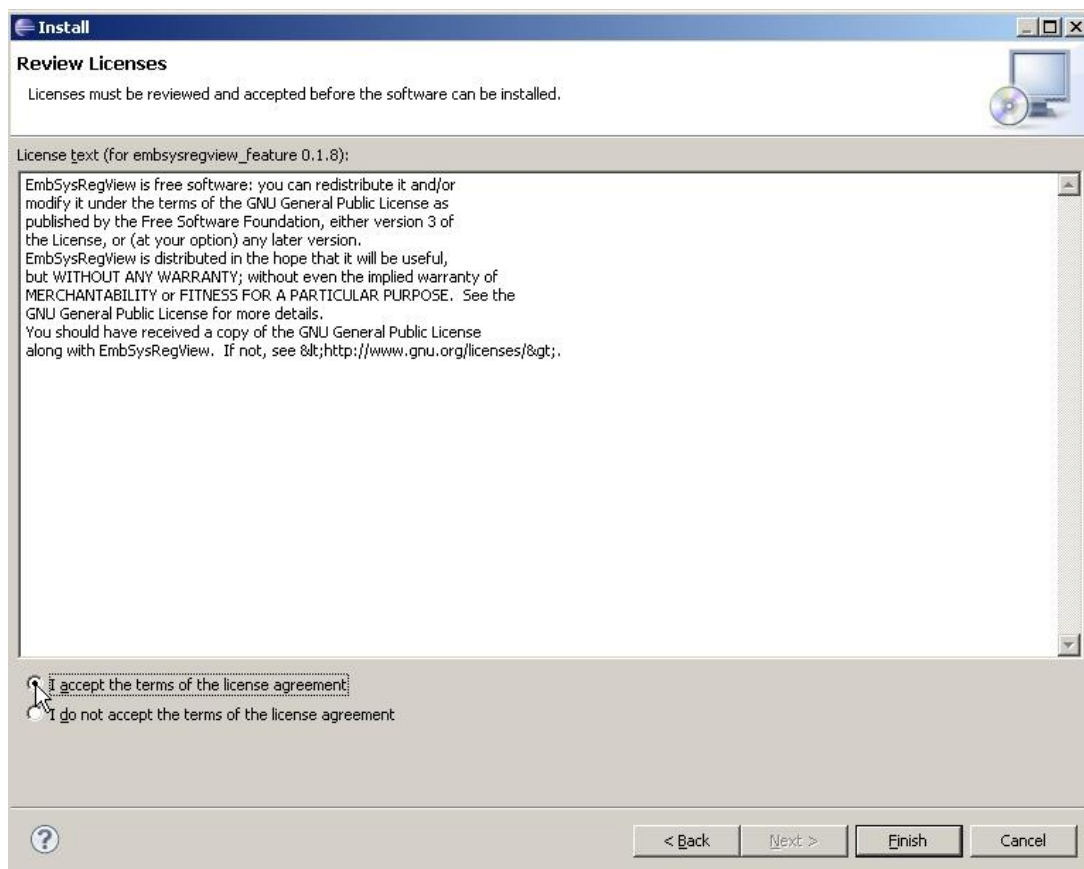 Install
Review Licenses
Licenses must be reviewed and accepted before the software can be installed.
License text (for embsysregview_feature 0.1.8):
EmbSysRegView is free software: you can redistribute it and/or
modify it under the terms of the GNU General Public License as
published by the Free Software Foundation, either version 3 of
the License, or (at your option) any later version.
EmbSysRegView is distributed in the hope that it will be useful,
but WITHOUT ANY WARRANTY; without even the implied warranty of
MERCHANTABILITY or FITNESS FOR A PARTICULAR PURPOSE.  See the
GNU General Public License for more details.
You should have received a copy of the GNU General Public License
along with EmbSysRegView.  If not, see &lt;http://www.gnu.org/licenses/&gt;.
I accept the terms of the license agreement
I do not accept the terms of the license agreement
? < Back Next > Finish Cancel